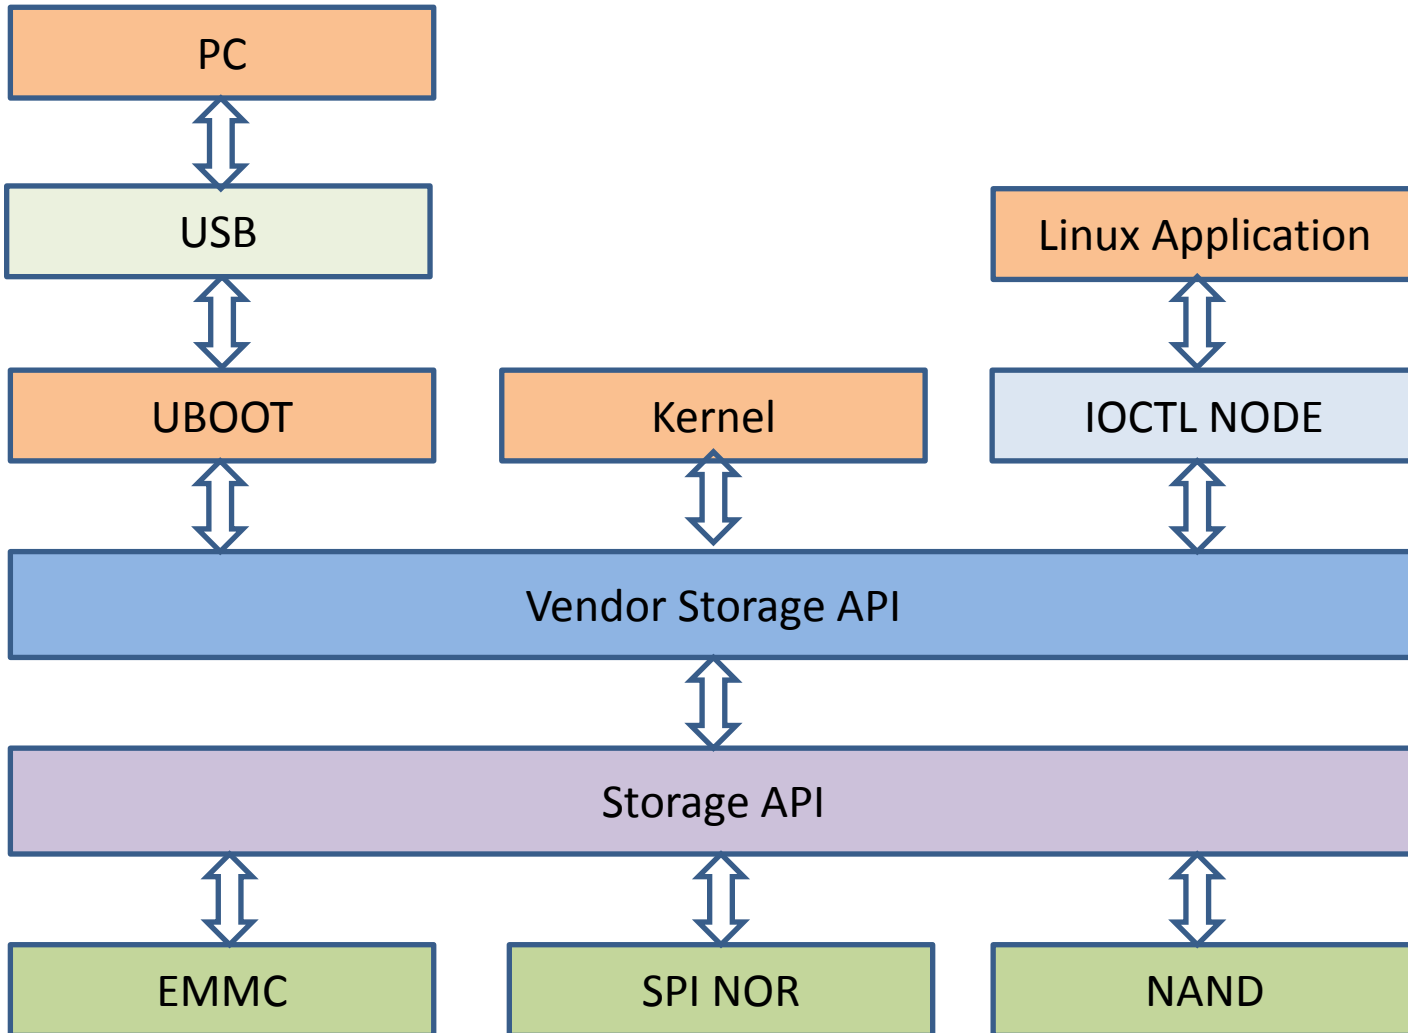 PC
USB
Linux Application
UBOOT
Kernel
IOCTL NODE
Vendor Storage API
Storage API
EMMC
SPI NOR
NAND